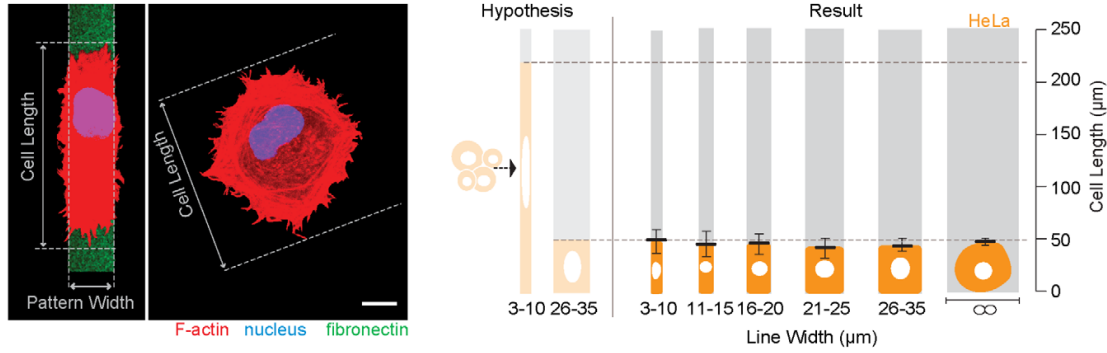 Cell Length
Pattern Width
Cell Length
F-actin nucleus fibronectin
Hypothesis
Result
HeLa
250
200
150
100
50
0
Cell Length (µm)
3-10 26-35
3-10 11-15 16-20 21-25 26-35 ∞
Line Width (µm)